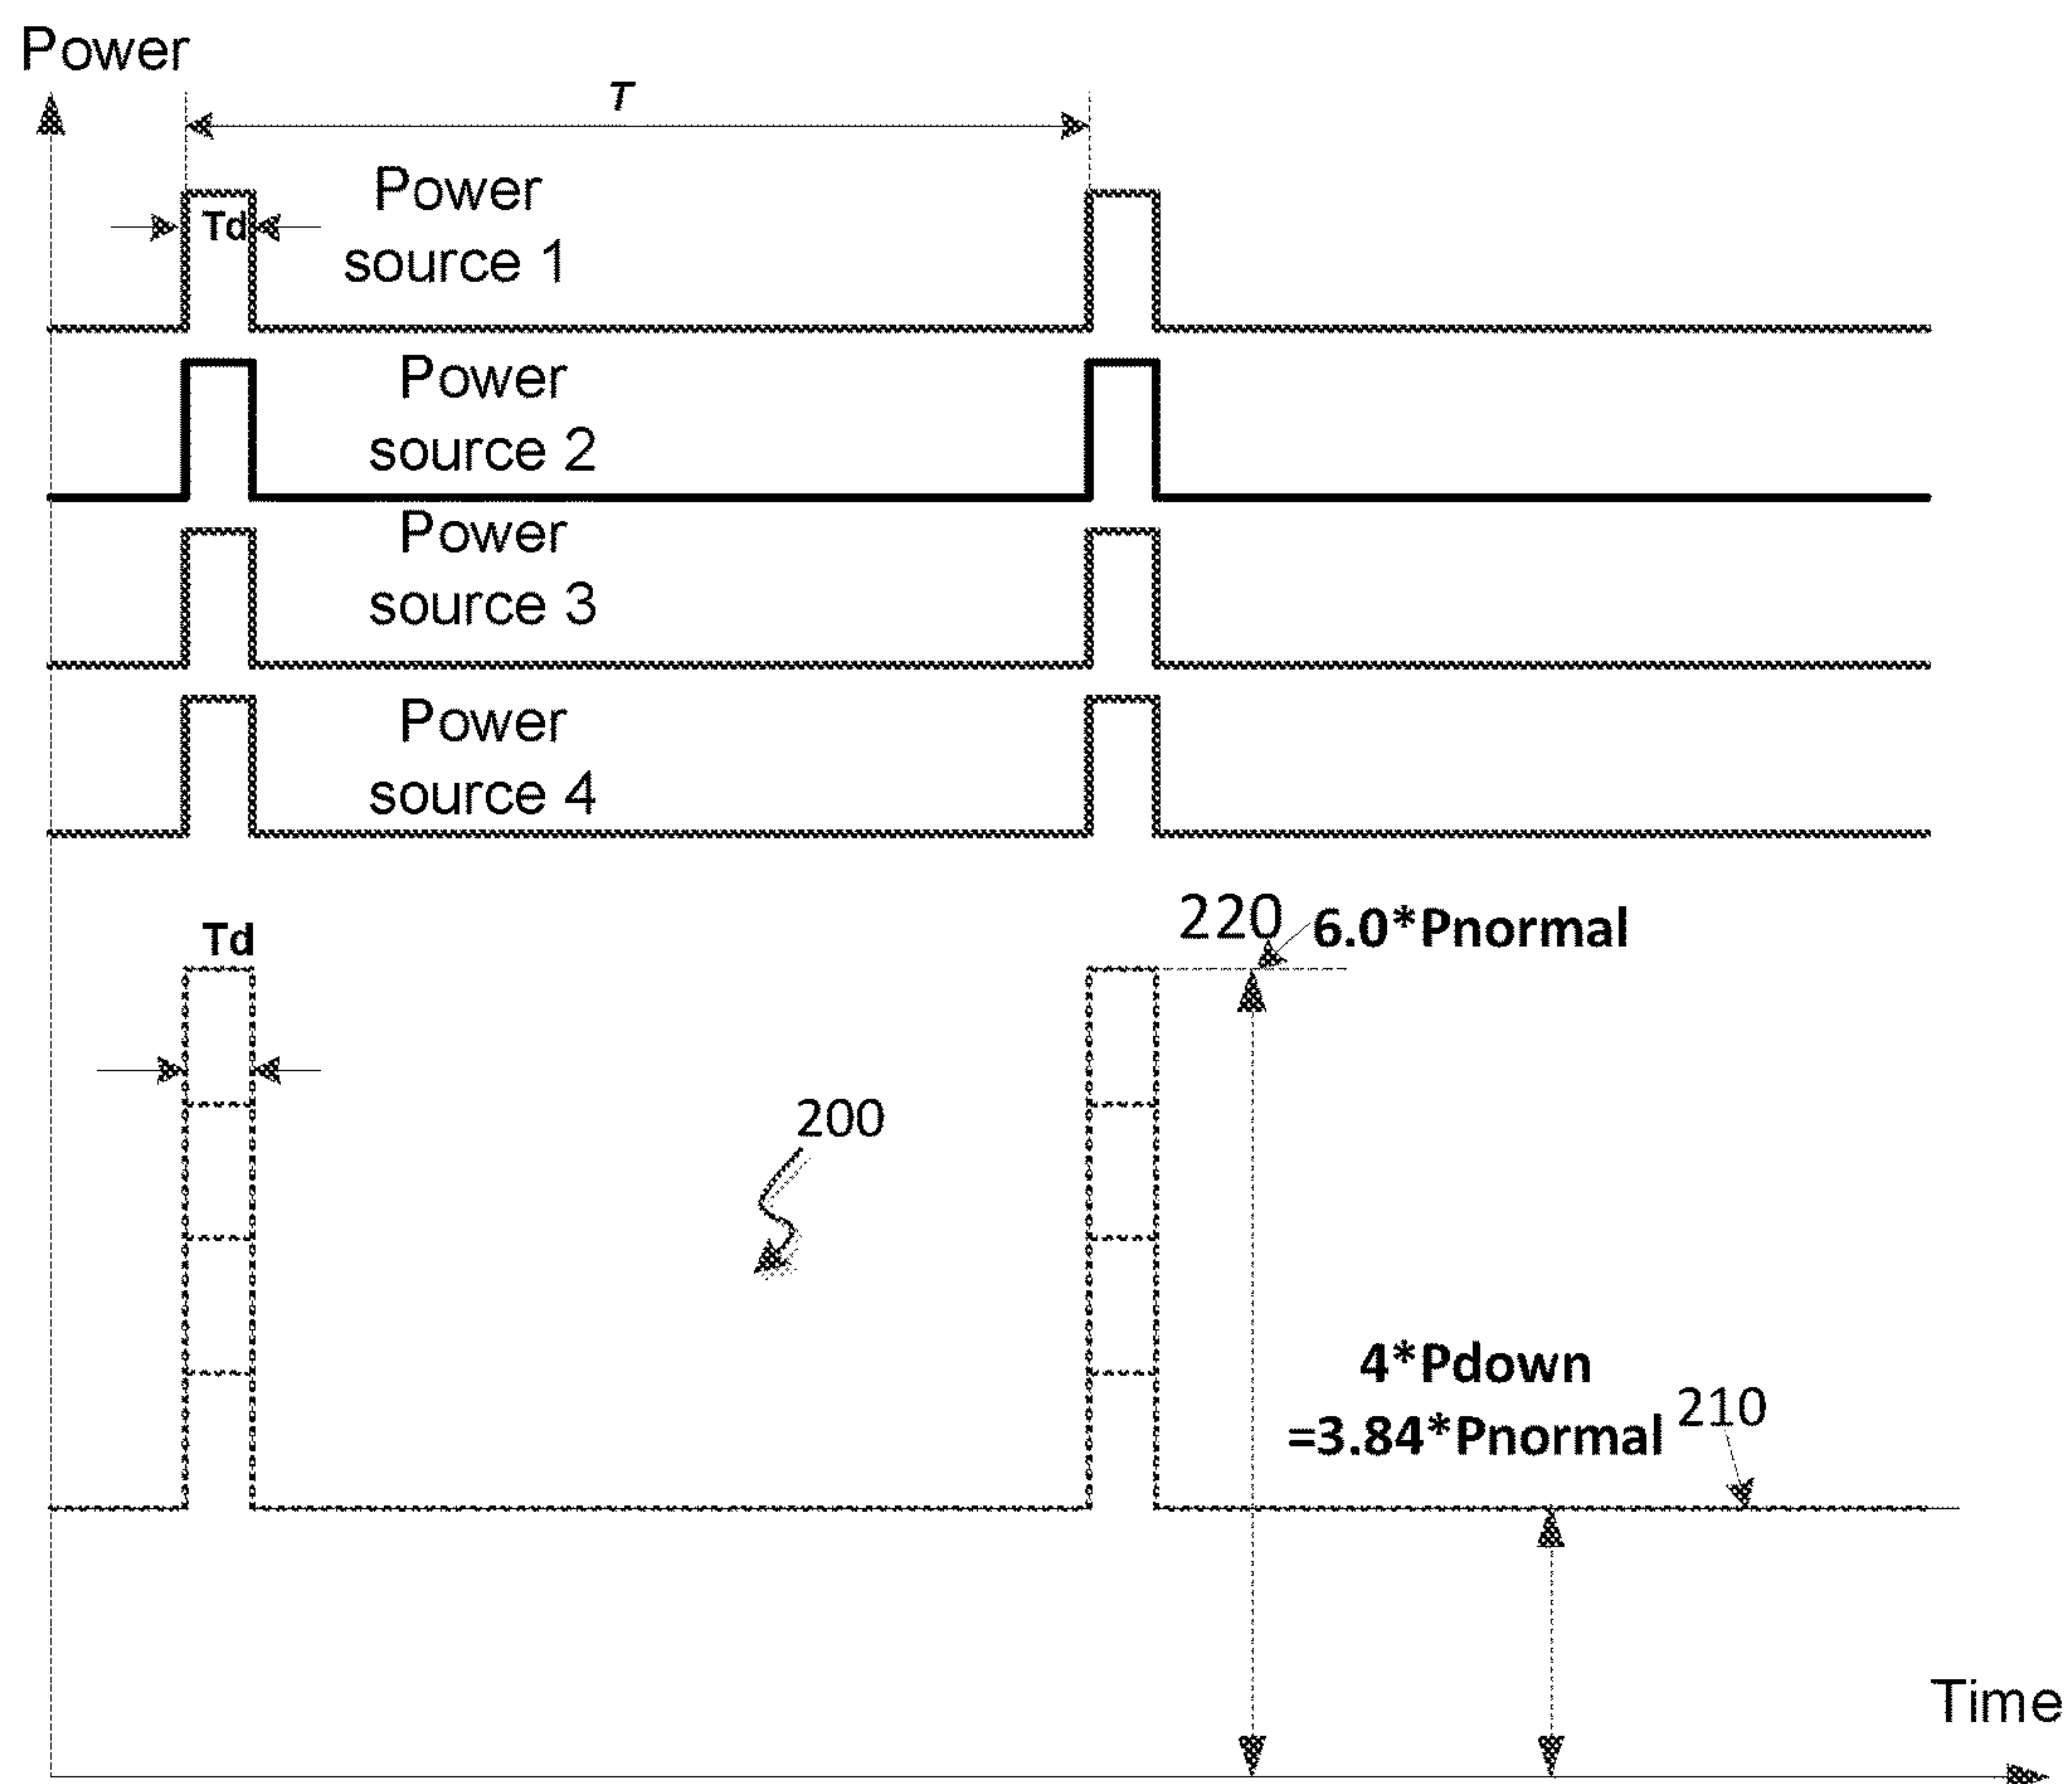 Power
T
Power
source 1
Td
Power
source 2
Power
source 3
Power
source 4
Td
220
6.0*Pnormal
200
4*Pdown
=3.84*Pnormal
210
Time